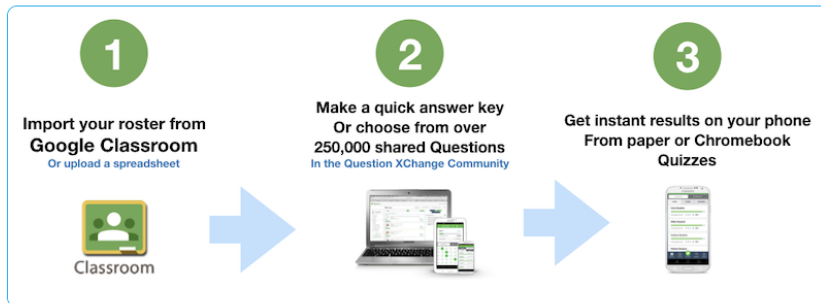 1
Import your roster from
Google Classroom
Or upload a spreadsheet
Classroom
2
Make a quick answer key
Or choose from over
250,000 shared Questions
In the Question XChange Community
3
Get instant results on your phone
From paper or Chromebook
Quizzes